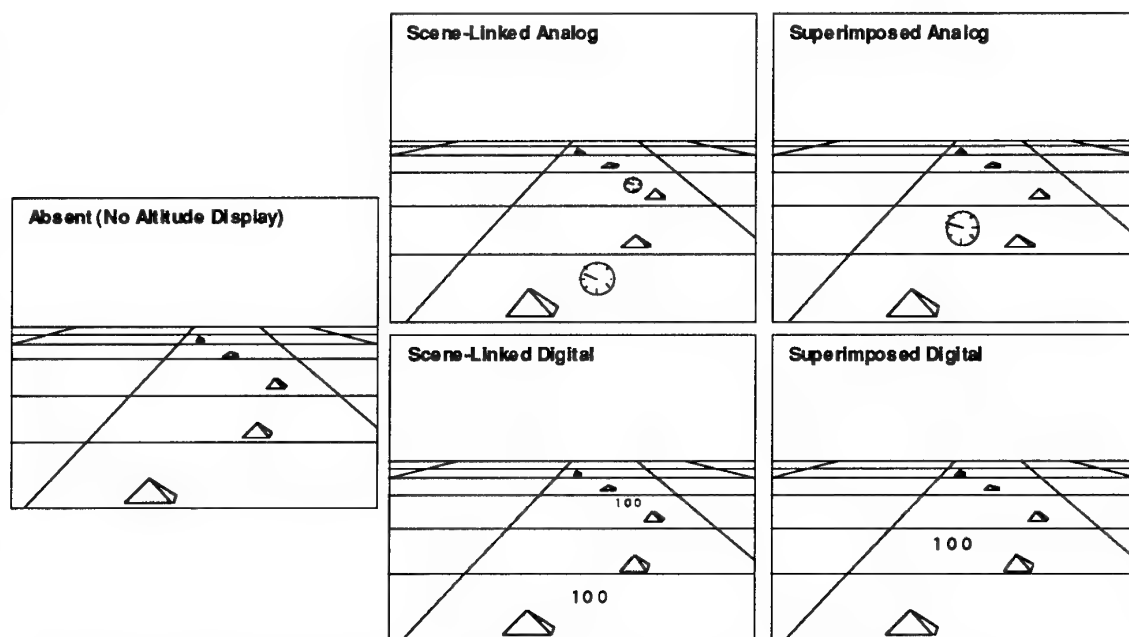 Scene-Linked Analog
Superimposed Analog
Absent (No Altitude Display)
Scene-Linked Digital
Superimposed Digital
100
100
100